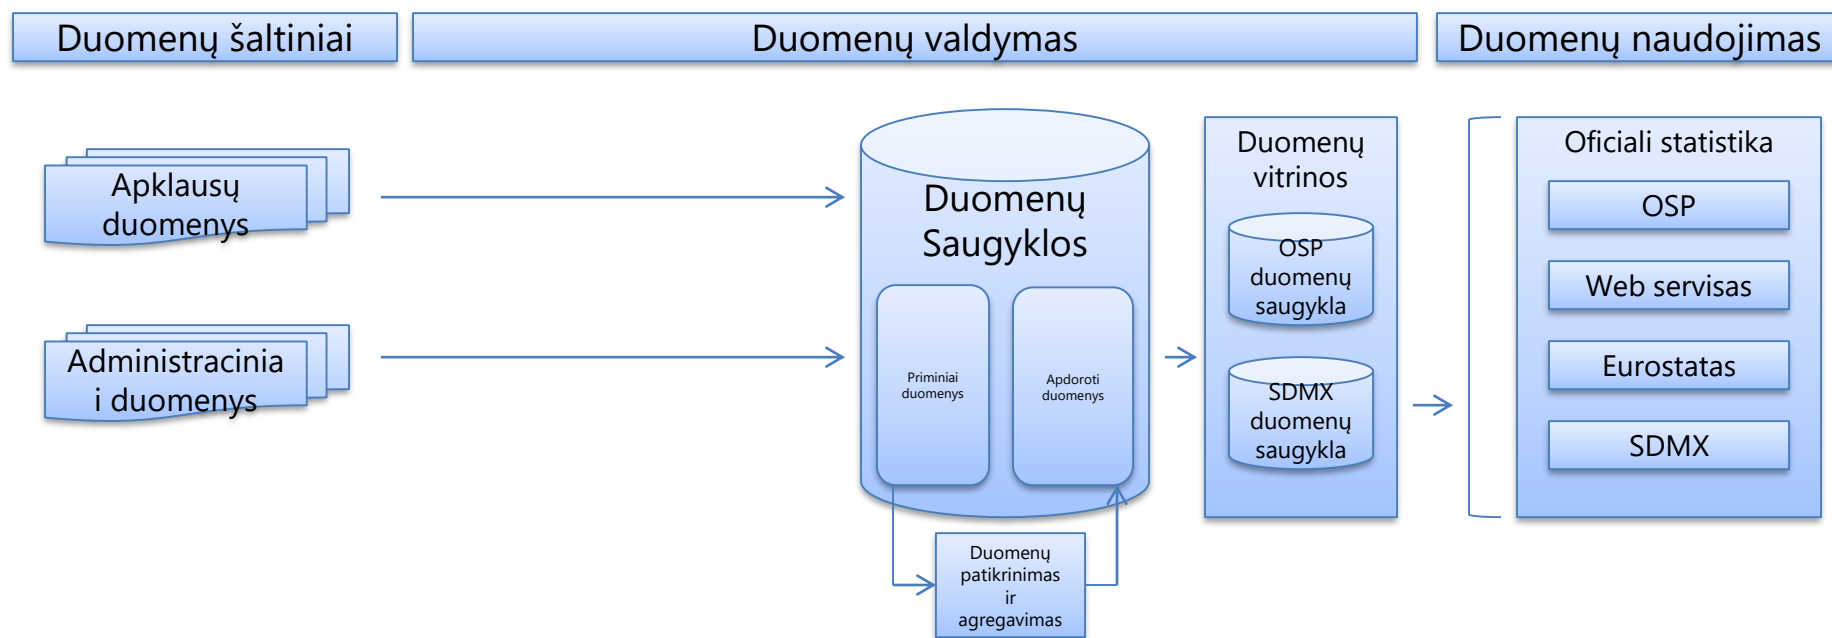 Duomenų šaltiniai
Duomenų valdymas
Duomenų naudojimas
Apklausų
duomenys
Administracinia
i duomenys
Duomenų
Saugyklos
Priminiai
duomenys
Apdoroti
duomenys
Duomenų
patikrinimas
ir
agregavimas
Duomenų
vitrinos
OSP
duomenų
saugykla
SDMX
duomenų
saugykla
Oficiali statistika
OSP
Web servisas
Eurostatas
SDMX